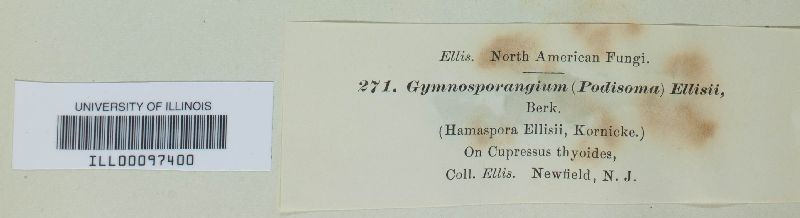 Ellis. North American Fungi.
271. Gymnosporangium (Podisoma) Ellisii,
Berk.
(Hamaspora Ellisii, Kornicke.)
On Cupressus thyoides,
Coll. Ellis. Newfield, N. J.
UNIVERSITY OF ILLINOIS
ILL00097400